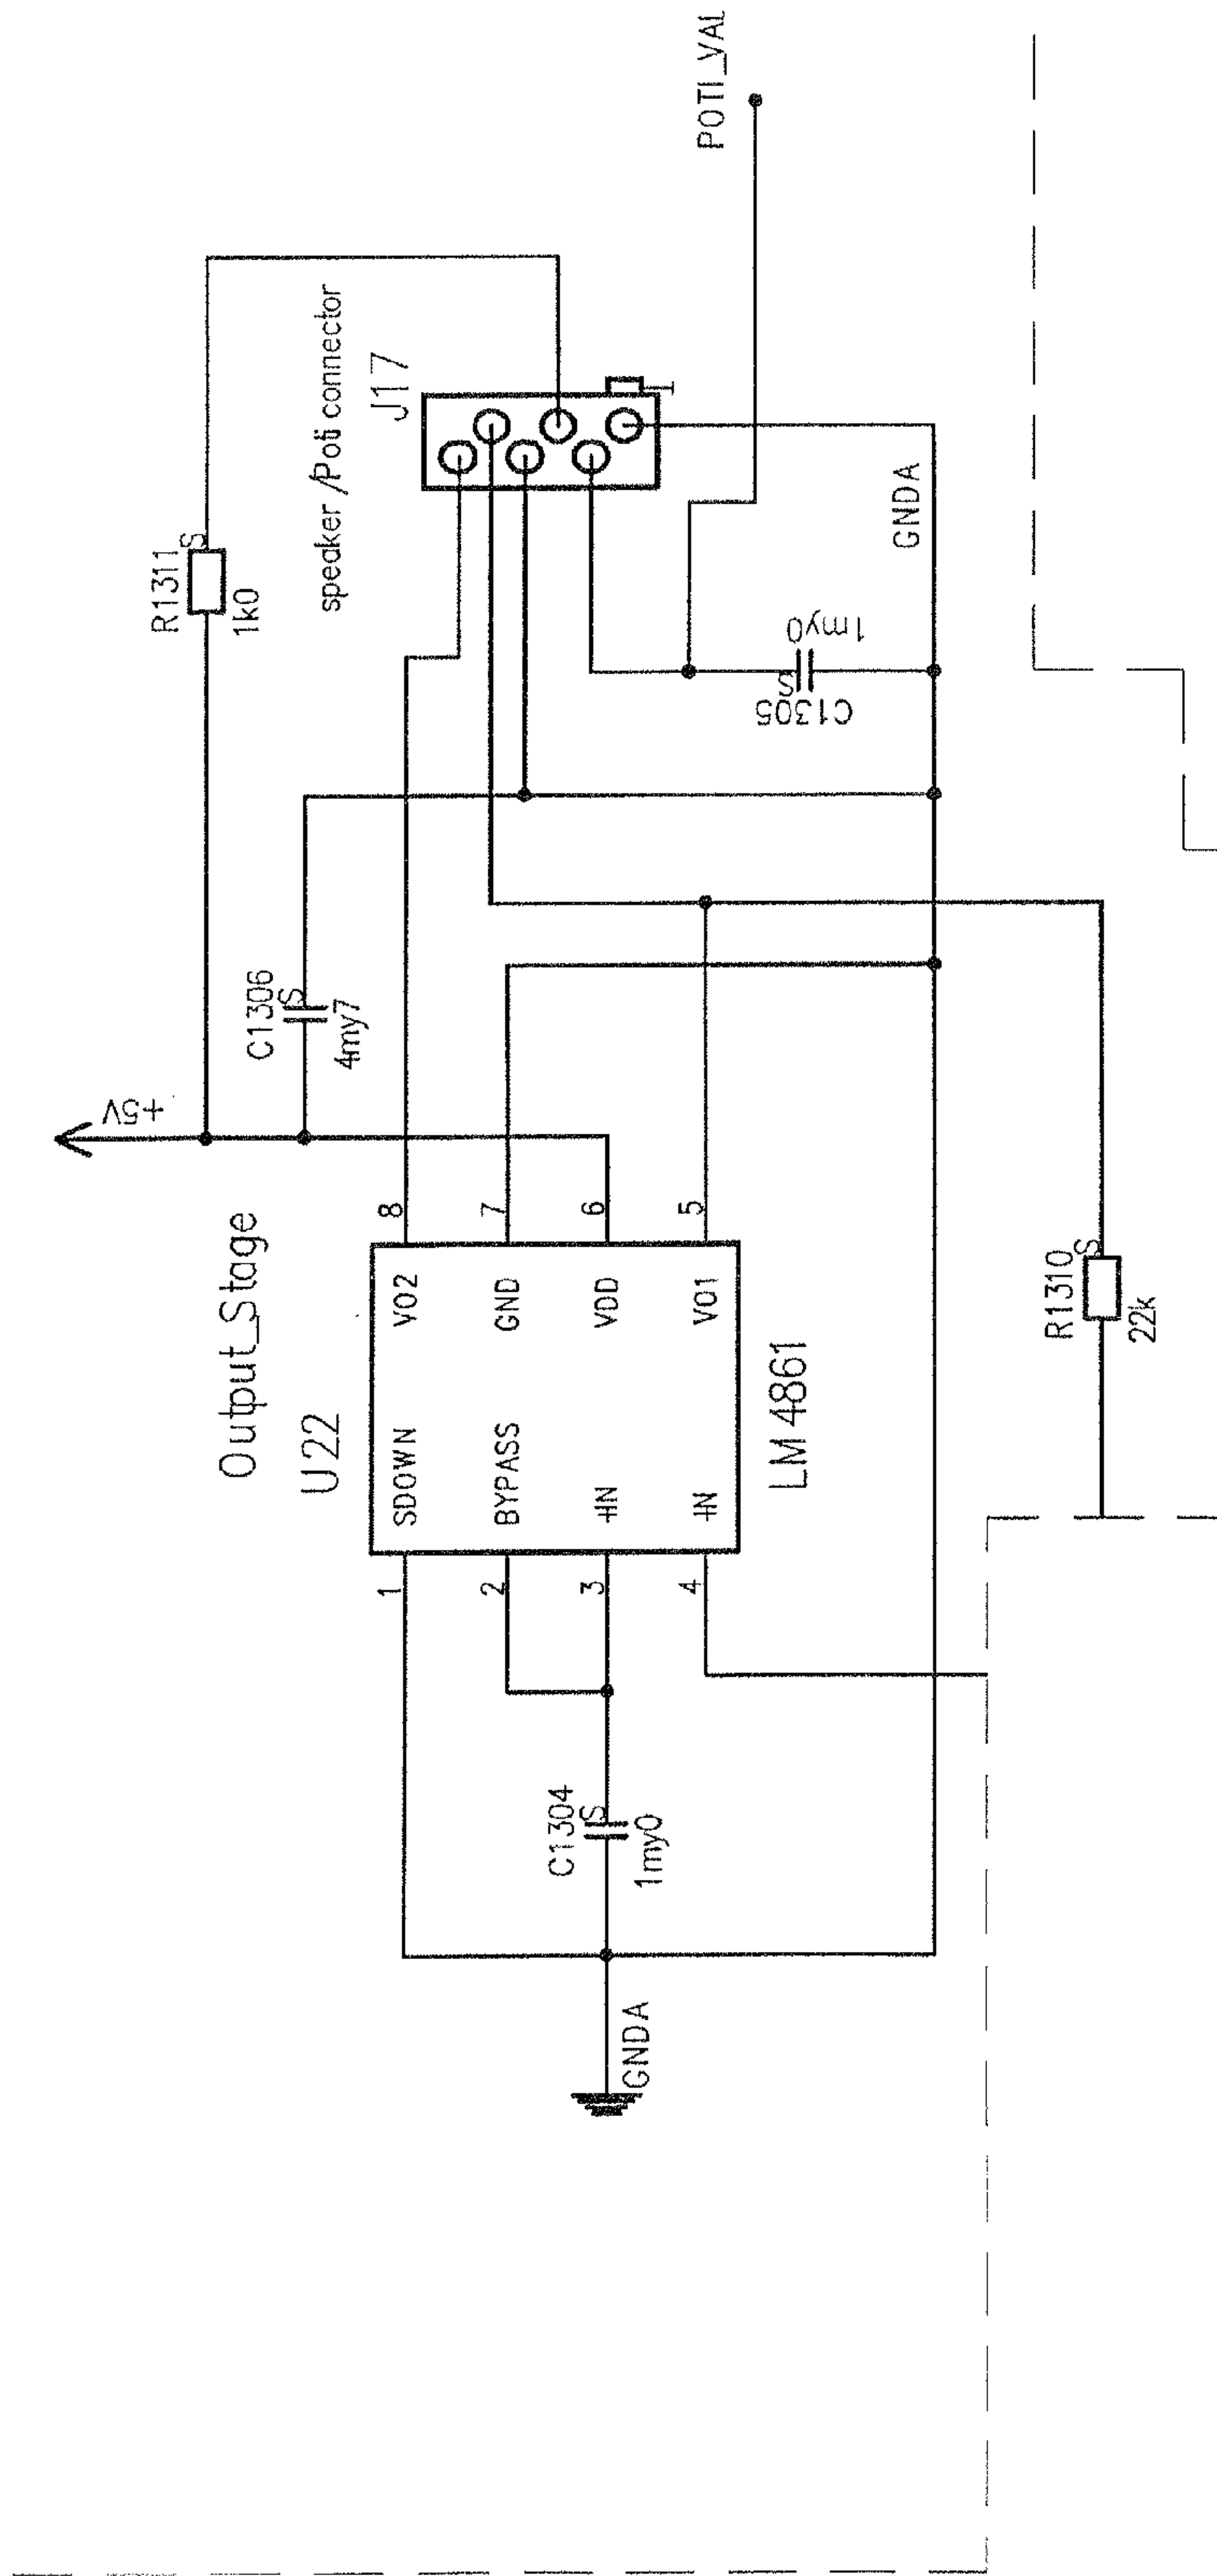 Output_Stage
U22
+5V
R1311
S
1k0
C1306
S
4my7
speaker /Poti connector
J17
1
POTI_VAL
SDOWN
BYPASS
+IN
-IN
VO2
GND
VDD
VO1
1
2
3
4
8
7
6
5
LM4861
C1304
S
1my0
GNDA
C1305
S
1my0
GNDA
R1310
S
22k